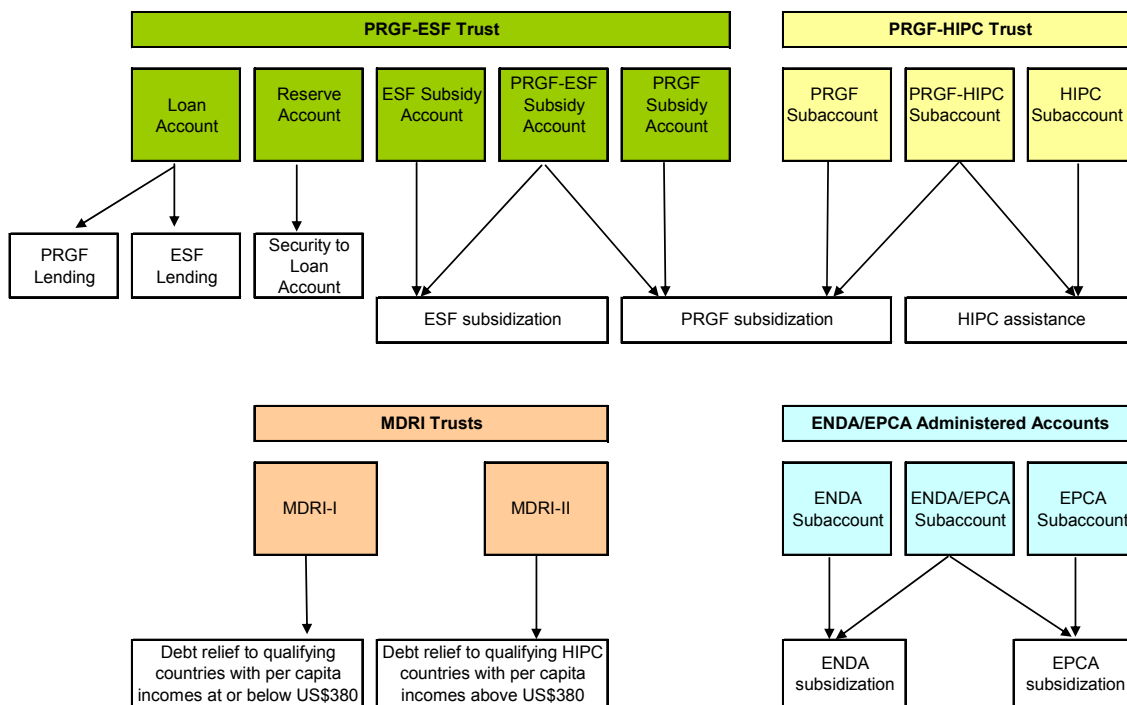 PRGF-ESF Trust
PRGF-HIPC Trust
Loan
Account
Reserve
Account
ESF Subsidy
Account
PRGF-ESF
Subsidy
Account
PRGF
Subsidy
Account
PRGF
Subaccount
PRGF-HIPC
Subaccount
HIPC
Subaccount
PRGF
Lending
ESF
Lending
Security to
Loan
Account
ESF subsidization
PRGF subsidization
HIPC assistance
MDRI Trusts
ENDA/EPCA Administered Accounts
MDRI-I
MDRI-II
ENDA
Subaccount
ENDA/EPCA
Subaccount
EPCA
Subaccount
Debt relief to qualifying
countries with per capita
incomes at or below US$380
Debt relief to qualifying HIPC
countries with per capita
incomes above US$380
ENDA
subsidization
EPCA
subsidization